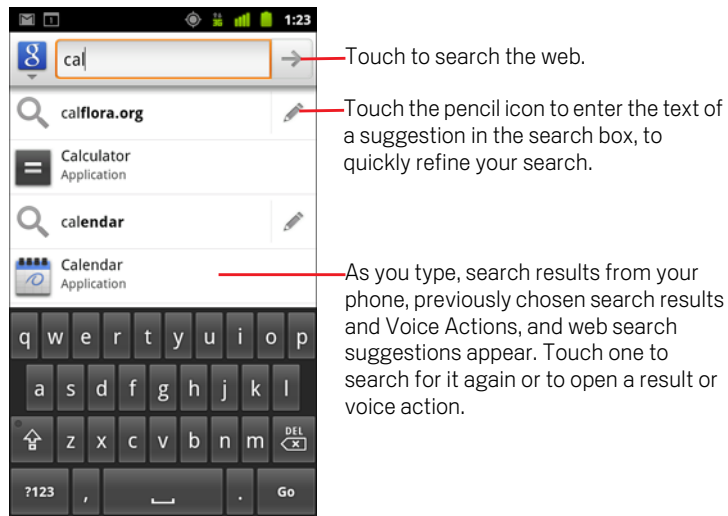 1 3G 1:23
8 cal
Touch to search the web.
calflora.org
Touch the pencil icon to enter the text of
a suggestion in the search box, to
quickly refine your search.
Calculator
Application
calendar
Calendar
Application
As you type, search results from your
phone, previously chosen search results
and Voice Actions, and web search
suggestions appear. Touch one to
search for it again or to open a result or
voice action.
q w e r t y u i o p
a s d f g h j k l
z x c v b n m DEL
?123 , . Go